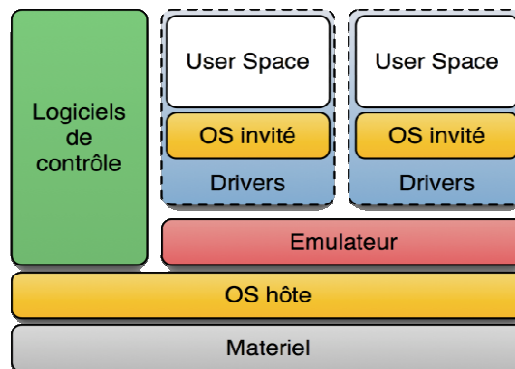 Logiciels
de
contrôle
User Space
OS invité
Drivers
User Space
OS invité
Drivers
Emulateur
OS hôte
Materiel